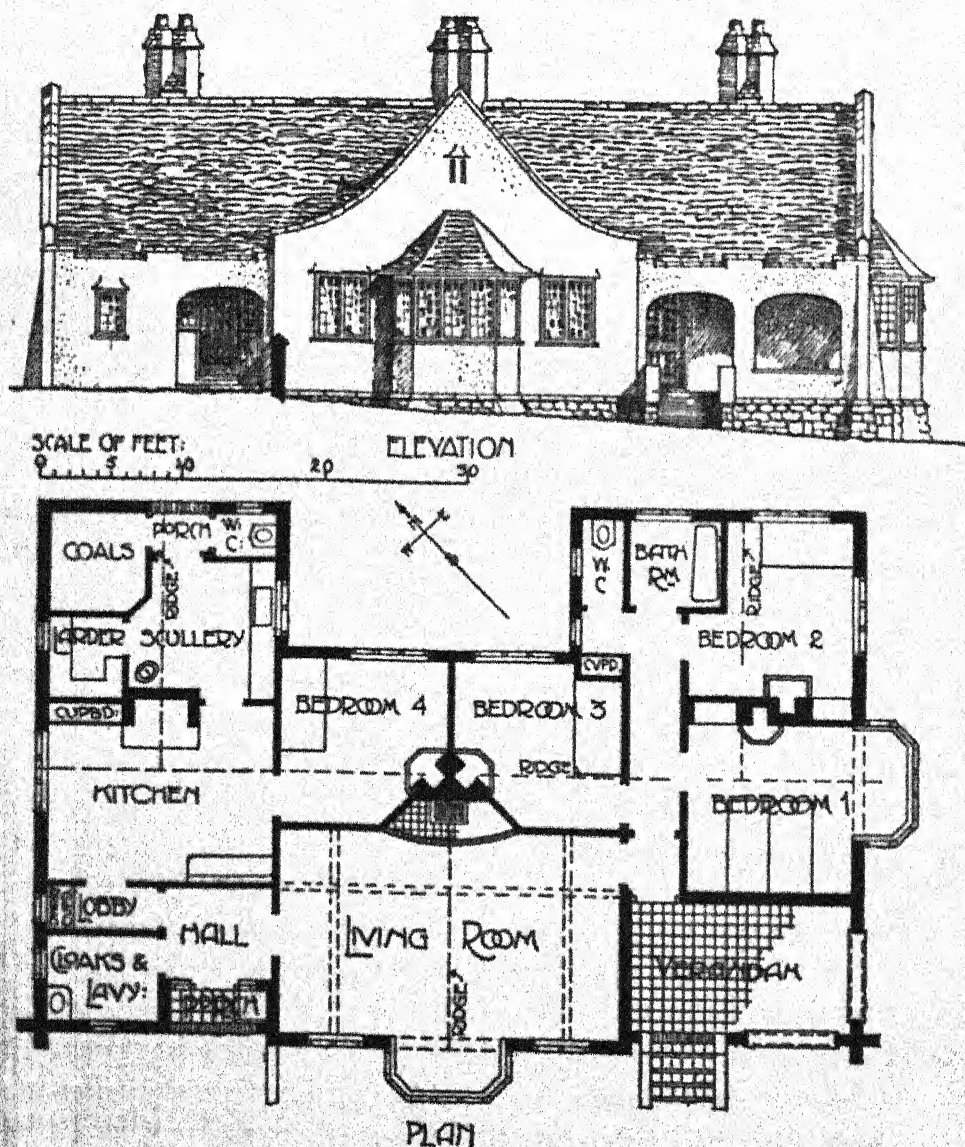 SCALE OF FEET:
0 5 10 20 30
ELEVATION
COALS
PORCH
W.
C.
RIDGE
LARDER
SCULLERY
CUPBD:
KITCHEN
LOBBY
HALL
CLOAKS &
LAVY:
PORCH
BEDROOM 4
BEDROOM 3
RIDGE
LIVING ROOM
RIDGE
W.
C
BATH
RM
RIDGE
CUPD.
BEDROOM 2
BEDROOM 1
VERANDAH
PLAN